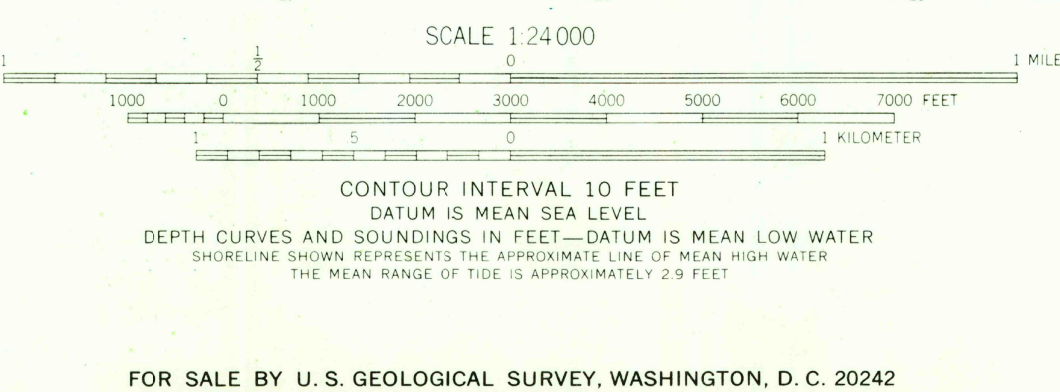 SCALE 1:24 000
1 1/2 0 1 MILE
1000 0 1000 2000 3000 4000 5000 6000 7000 FEET
1 5 0 1 KILOMETER
CONTOUR INTERVAL 10 FEET
DATUM IS MEAN SEA LEVEL
DEPTH CURVES AND SOUNDINGS IN FEET—DATUM IS MEAN LOW WATER
SHORELINE SHOWN REPRESENTS THE APPROXIMATE LINE OF MEAN HIGH WATER
THE MEAN RANGE OF TIDE IS APPROXIMATELY 2.9 FEET
FOR SALE BY U. S. GEOLOGICAL SURVEY, WASHINGTON, D. C. 20242